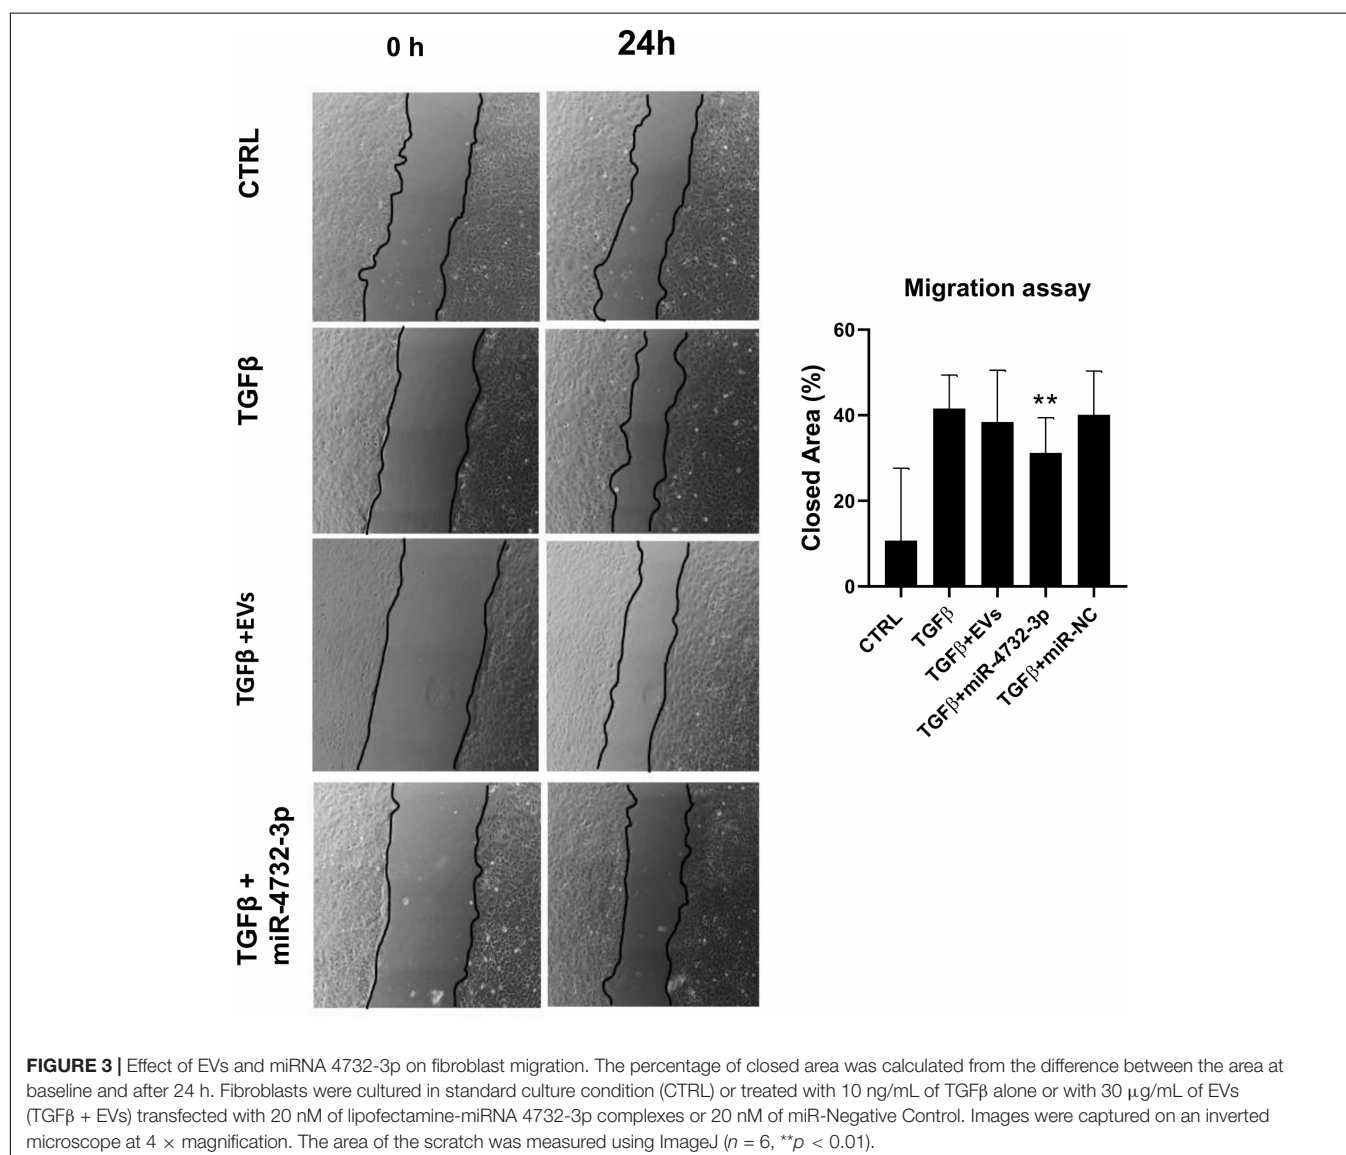 0 h
24h
CTRL
TGFβ
TGFβ +EVs
TGFβ +
miR-4732-3p
Migration assay
Closed Area (%)
60
40
20
0
**
CTRL
TGFβ
TGFβ+EVs
TGFβ+miR-4732-3p
TGFβ+miR-NC
FIGURE 3 | Effect of EVs and miRNA 4732-3p on fibroblast migration. The percentage of closed area was calculated from the difference between the area at
baseline and after 24 h. Fibroblasts were cultured in standard culture condition (CTRL) or treated with 10 ng/mL of TGFβ alone or with 30 μg/mL of EVs
(TGFβ + EVs) transfected with 20 nM of lipofectamine-miRNA 4732-3p complexes or 20 nM of miR-Negative Control. Images were captured on an inverted
microscope at 4 × magnification. The area of the scratch was measured using ImageJ (n = 6, **p < 0.01).